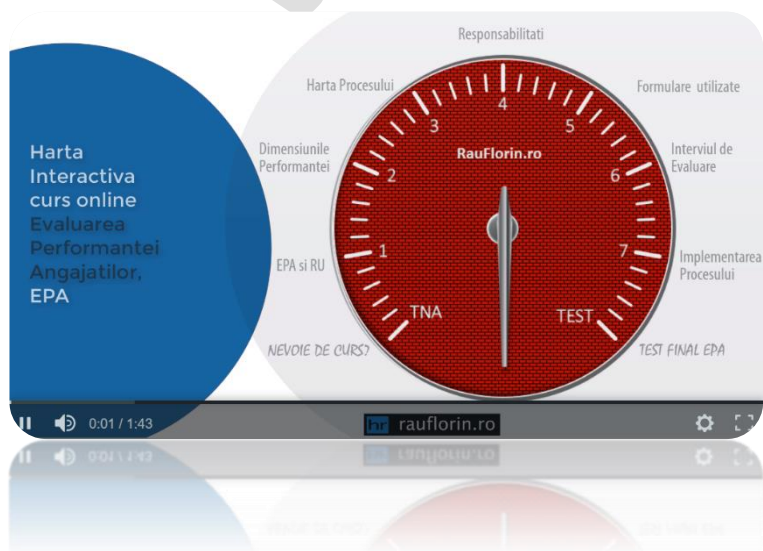 Harta
Interactiva
curs online
Evaluarea
Performantei
Angajatilor,
EPA
Responsabilitati
Harta Procesului
Formulare utilizate
Dimensiunile
Performantei
Interviul de
Evaluare
EPA si RU
Implementarea
Procesului
NEVOIE DE CURS?
TEST FINAL EPA
RauFlorin.ro
TNA
1
2
3
4
5
6
7
TEST
0:01 / 1:43
hr rauflorin.ro